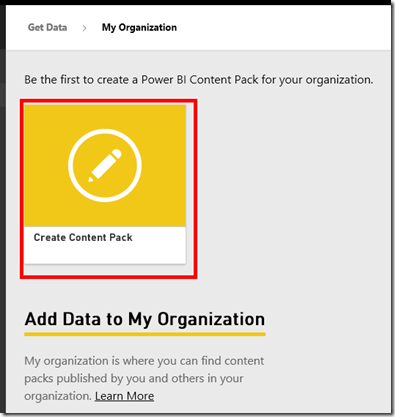 Get Data > My Organization
Be the first to create a Power BI Content Pack for your organization.
Create Content Pack
Add Data to My Organization
My organization is where you can find content
packs published by you and others in your
organization. Learn More